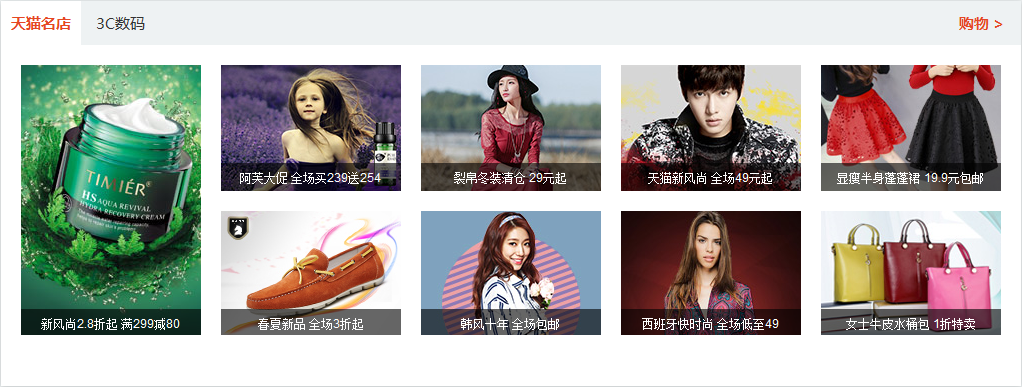 天猫名店
3C数码
购物 >
TIMIÉR®
HS AQUA REVIVAL
HYDRA-RECOVERY CREAM
新风尚2.8折起 满299减80
阿芙大促 全场买239送254
裂帛冬装清仓 29元起
天猫新风尚 全场49元起
显瘦半身蓬蓬裙 19.9元包邮
春夏新品 全场3折起
韩风十年 全场包邮
西班牙快时尚 全场低至49
女士牛皮水桶包 1折特卖